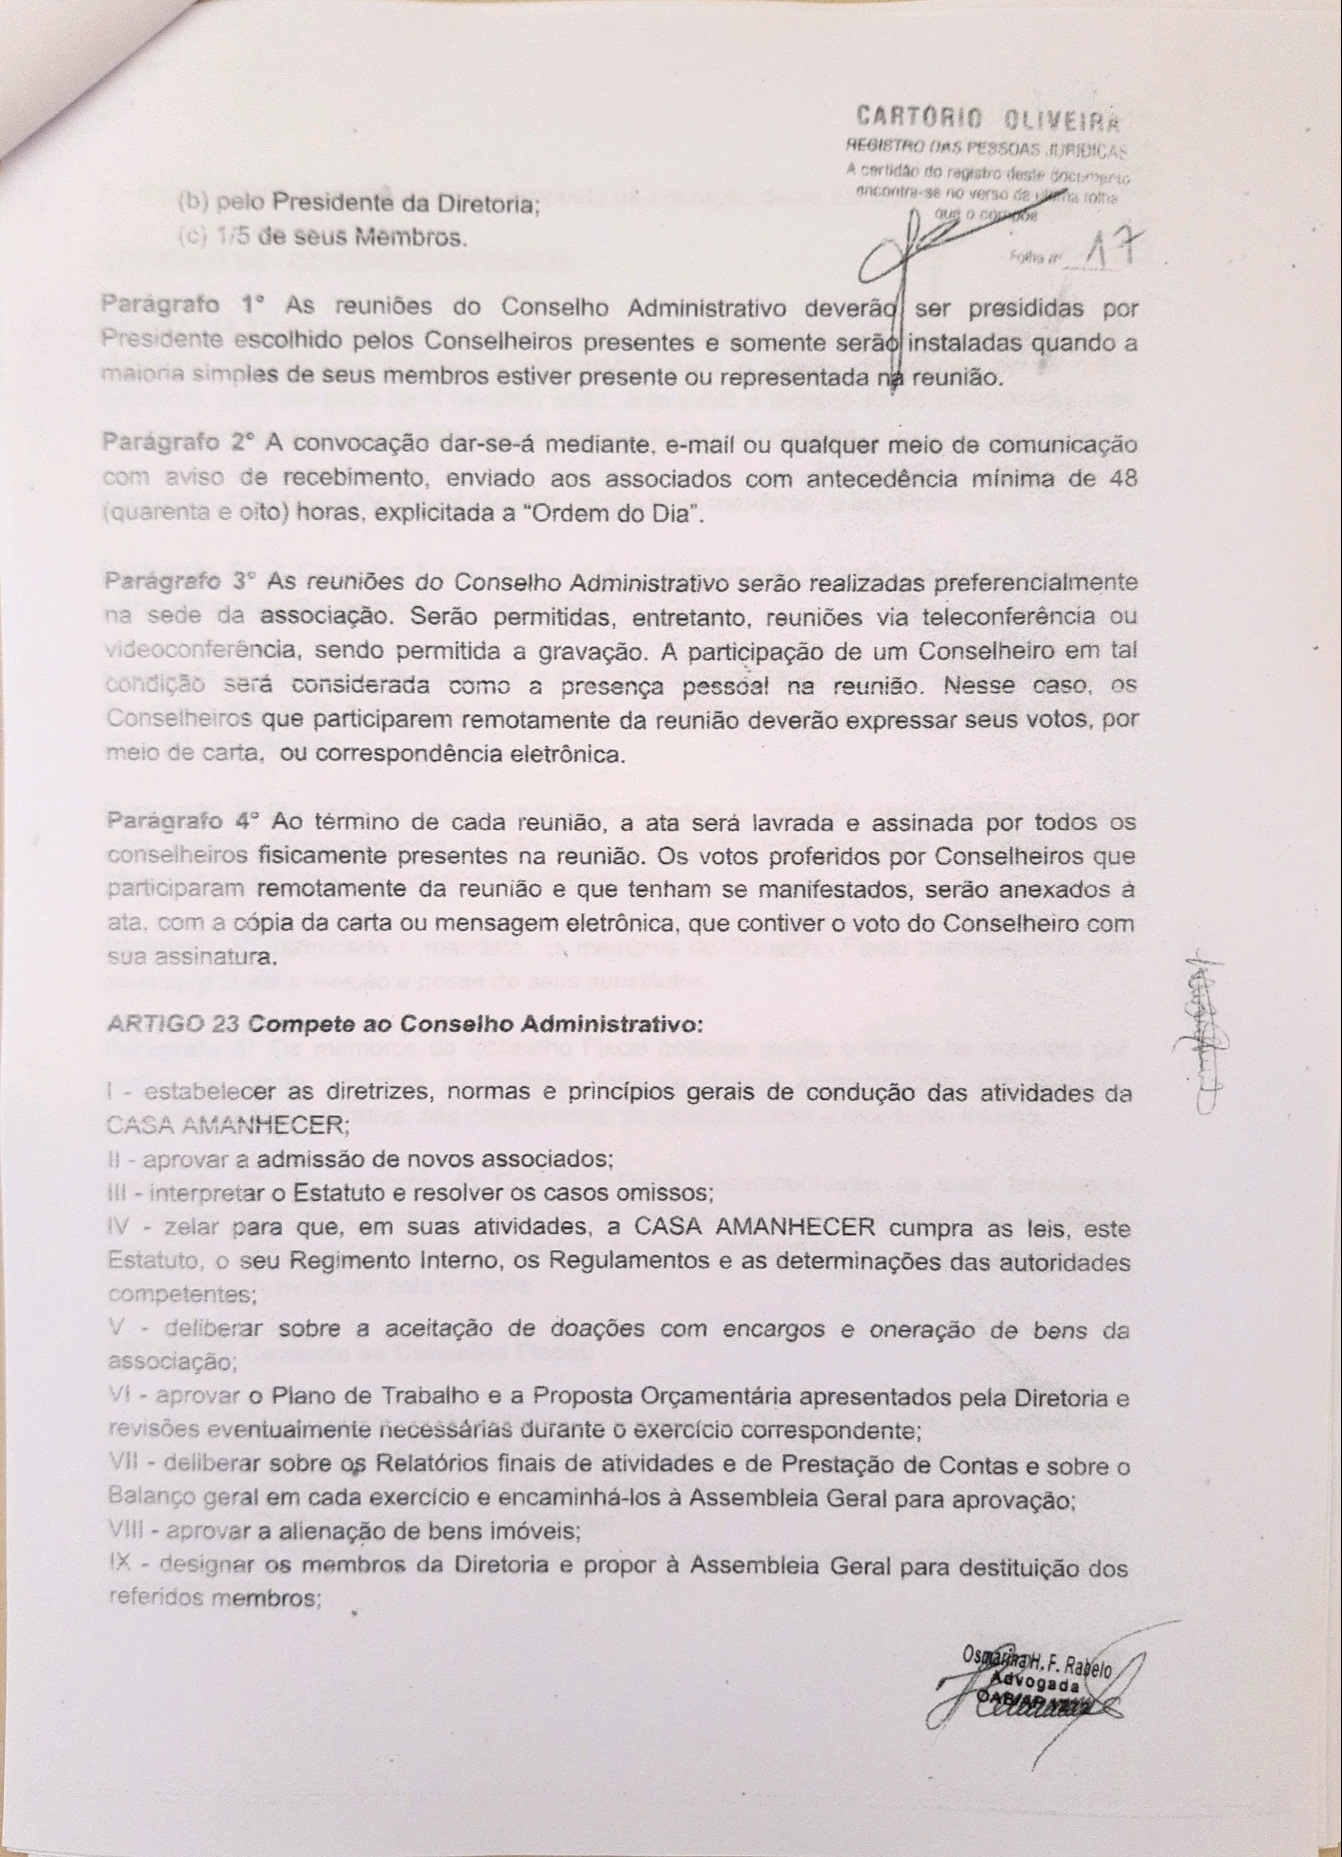 CARTÓRIO OLIVEIRA
REGISTRO DAS PESSOAS JURIDICAS
A certidão do registro deste documento
encontra-se no verso da última folha
que o compõe
Folha nº 17
(b) pelo Presidente da Diretoria;
(c) 1/5 de seus Membros.
Parágrafo 1° As reuniões do Conselho Administrativo deverão ser presididas por
Presidente escolhido pelos Conselheiros presentes e somente serão instaladas quando a
maioria simples de seus membros estiver presente ou representada na reunião.
Parágrafo 2° A convocação dar-se-á mediante, e-mail ou qualquer meio de comunicação
com aviso de recebimento, enviado aos associados com antecedência mínima de 48
(quarenta e oito) horas, explicitada a “Ordem do Dia”.
Parágrafo 3° As reuniões do Conselho Administrativo serão realizadas preferencialmente
na sede da associação. Serão permitidas, entretanto, reuniões via teleconferência ou
videoconferência, sendo permitida a gravação. A participação de um Conselheiro em tal
condição será considerada como a presença pessoal na reunião. Nesse caso, os
Conselheiros que participarem remotamente da reunião deverão expressar seus votos, por
meio de carta, ou correspondência eletrônica.
Parágrafo 4° Ao término de cada reunião, a ata será lavrada e assinada por todos os
conselheiros fisicamente presentes na reunião. Os votos proferidos por Conselheiros que
participaram remotamente da reunião e que tenham se manifestados, serão anexados à
ata, com a cópia da carta ou mensagem eletrônica, que contiver o voto do Conselheiro com
sua assinatura.
ARTIGO 23 Compete ao Conselho Administrativo:
I - estabelecer as diretrizes, normas e princípios gerais de condução das atividades da
CASA AMANHECER;
II - aprovar a admissão de novos associados;
III - interpretar o Estatuto e resolver os casos omissos;
IV - zelar para que, em suas atividades, a CASA AMANHECER cumpra as leis, este
Estatuto, o seu Regimento Interno, os Regulamentos e as determinações das autoridades
competentes;
V - deliberar sobre a aceitação de doações com encargos e oneração de bens da
associação;
VI - aprovar o Plano de Trabalho e a Proposta Orçamentária apresentados pela Diretoria e
revisões eventualmente necessárias durante o exercício correspondente;
VII - deliberar sobre os Relatórios finais de atividades e de Prestação de Contas e sobre o
Balanço geral em cada exercício e encaminhá-los à Assembleia Geral para aprovação;
VIII - aprovar a alienação de bens imóveis;
IX - designar os membros da Diretoria e propor à Assembleia Geral para destituição dos
referidos membros;
Osmarina H. F. Rabelo
Advogada